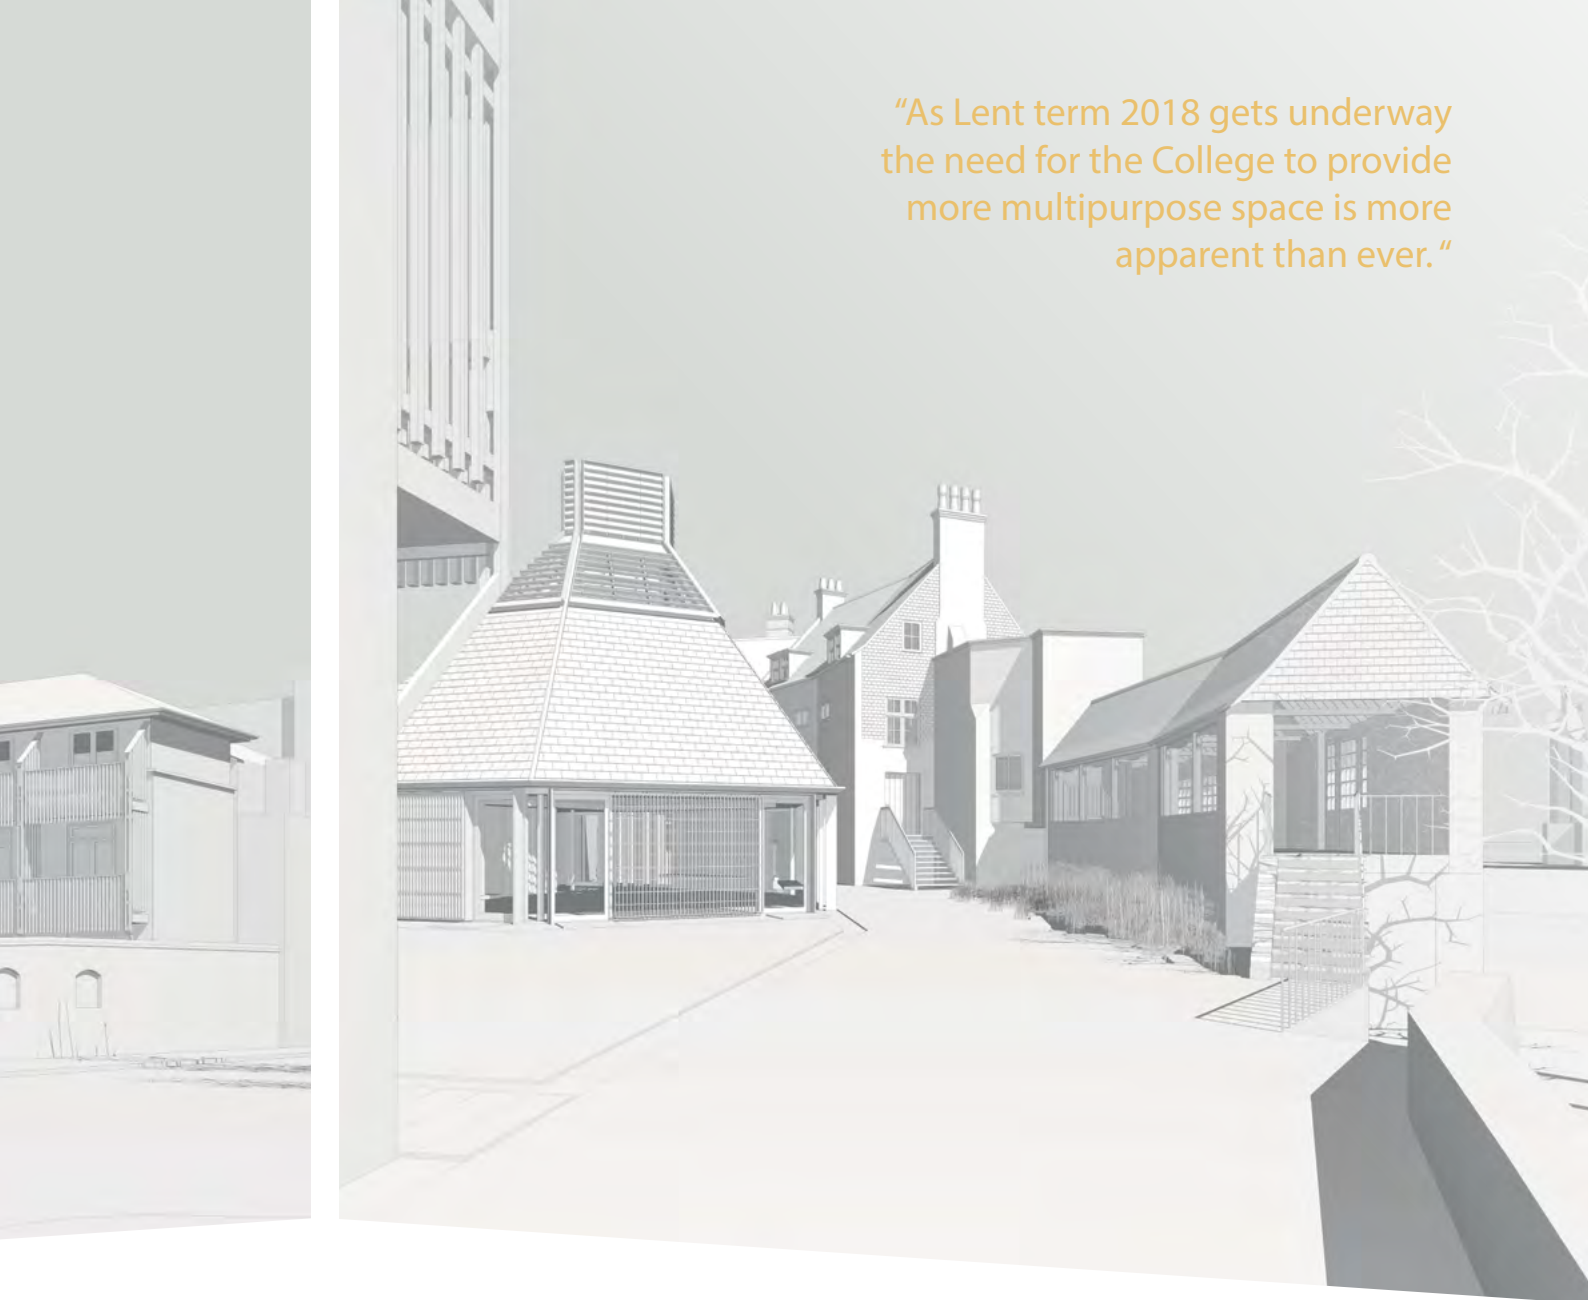 “As Lent term 2018 gets underway
the need for the College to provide
more multipurpose space is more
apparent than ever. “